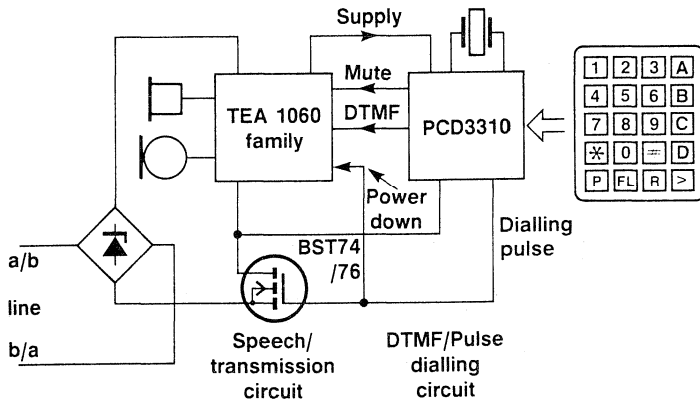 Supply
Mute
DTMF
TEA 1060
family
PCD3310
Power
down
Dialling
pulse
BST74
/76
a/b
line
b/a
Speech/
transmission
circuit
DTMF/Pulse
dialling
circuit
1 2 3 A
4 5 6 B
7 8 9 C
* 0 = D
P FL R >